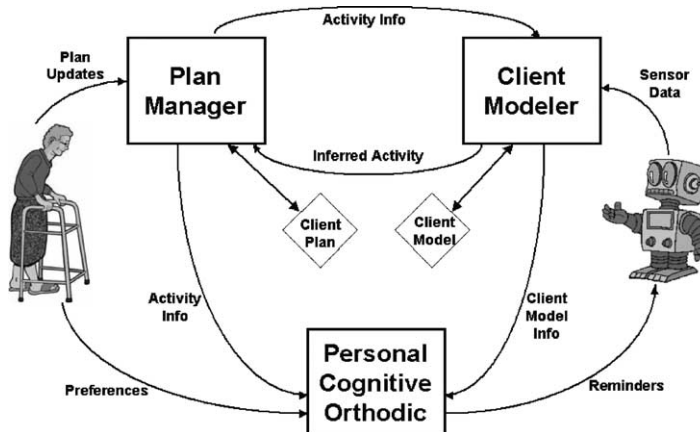 Activity Info
Plan
Updates
Plan
Manager
Client
Modeler
Sensor
Data
Inferred Activity
Client
Plan
Client
Model
Activity
Info
Client
Model
Info
Personal
Cognitive
Orthodic
Preferences
Reminders